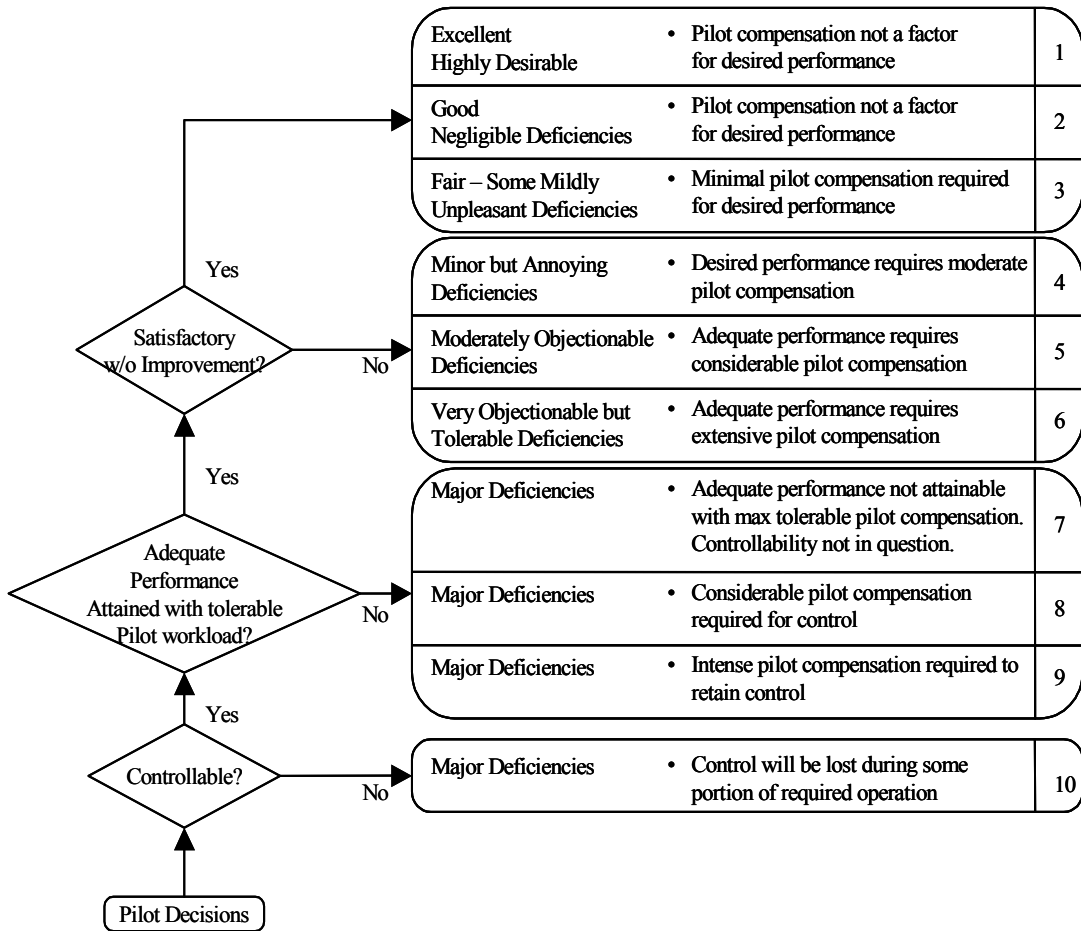 Excellent
Highly Desirable
• Pilot compensation not a factor
for desired performance
1
Good
Negligible Deficiencies
• Pilot compensation not a factor
for desired performance
2
Fair – Some Mildly
Unpleasant Deficiencies
• Minimal pilot compensation required
for desired performance
3
Yes
Minor but Annoying
Deficiencies
• Desired performance requires moderate
pilot compensation
4
Satisfactory
w/o Improvement?
No
Moderately Objectionable
Deficiencies
• Adequate performance requires
considerable pilot compensation
5
Very Objectionable but
Tolerable Deficiencies
• Adequate performance requires
extensive pilot compensation
6
Yes
Major Deficiencies
• Adequate performance not attainable
with max tolerable pilot compensation.
Controllability not in question.
7
Adequate
Performance
Attained with tolerable
Pilot workload?
No
Major Deficiencies
• Considerable pilot compensation
required for control
8
Major Deficiencies
• Intense pilot compensation required to
retain control
9
Yes
Controllable?
No
Major Deficiencies
• Control will be lost during some
portion of required operation
10
Pilot Decisions